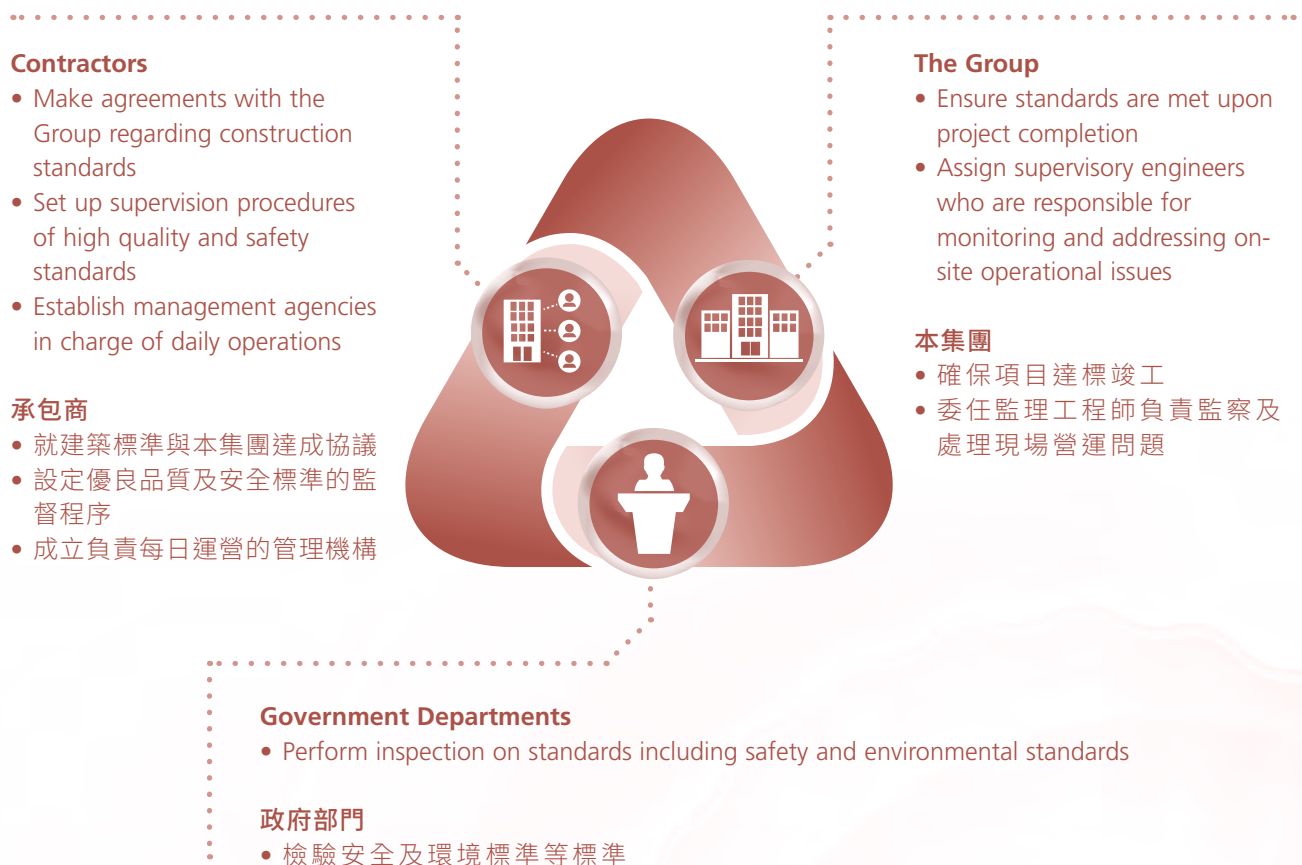 Contractors
• Make agreements with the
Group regarding construction
standards
• Set up supervision procedures
of high quality and safety
standards
• Establish management agencies
in charge of daily operations
承包商
• 就建築標準與本集團達成協議
• 設定優良品質及安全標準的監
督程序
• 成立負責每日運營的管理機構
The Group
• Ensure standards are met upon
project completion
• Assign supervisory engineers
who are responsible for
monitoring and addressing on-
site operational issues
本集團
• 確保項目達標竣工
• 委任監理工程師負責監察及
處理現場營運問題
Government Departments
• Perform inspection on standards including safety and environmental standards
政府部門
• 檢驗安全及環境標準等標準